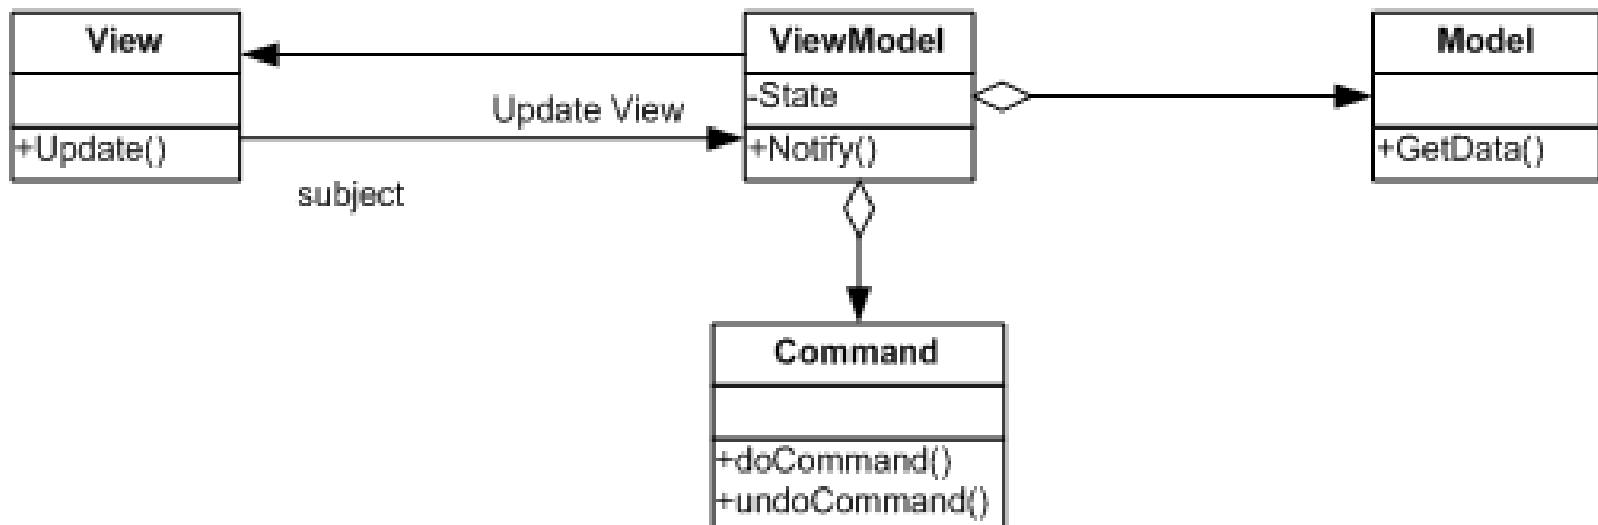 View
ViewModel
Model
-State
Update View
+Update()
+Notify()
+GetData()
subject
Command
+doCommand()
+undoCommand()